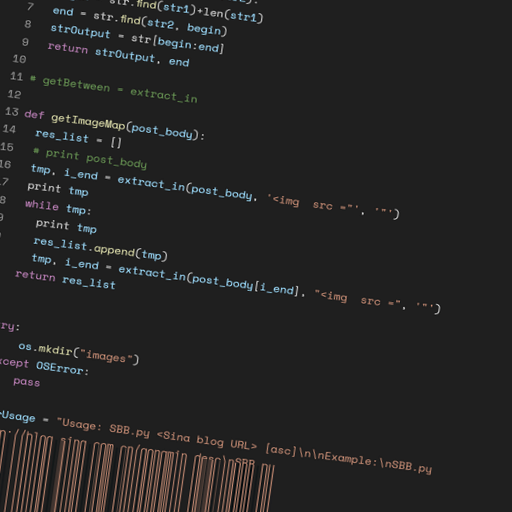 7 str.find(str1)+len(str1)
8 end = str.find(str2, begin)
strOutput = str[begin:end]
9 return strOutput, end
10
11 # getBetween = extract_in
12
13 def getImageMap(post_body):
14 res_list = []
15 # print post_body
16 tmp, i_end = extract_in(post_body, '<img src ="', '"')
17 print tmp
18 while tmp:
print tmp
res_list.append(tmp)
tmp, i_end = extract_in(post_body[i_end], "<img src =", '"')
return res_list
ry:
os.mkdir("images")
xcept OSError:
pass
rUsage = "Usage: SBB.py <Sina blog URL> [asc]\n\nExample:\nSBB.py